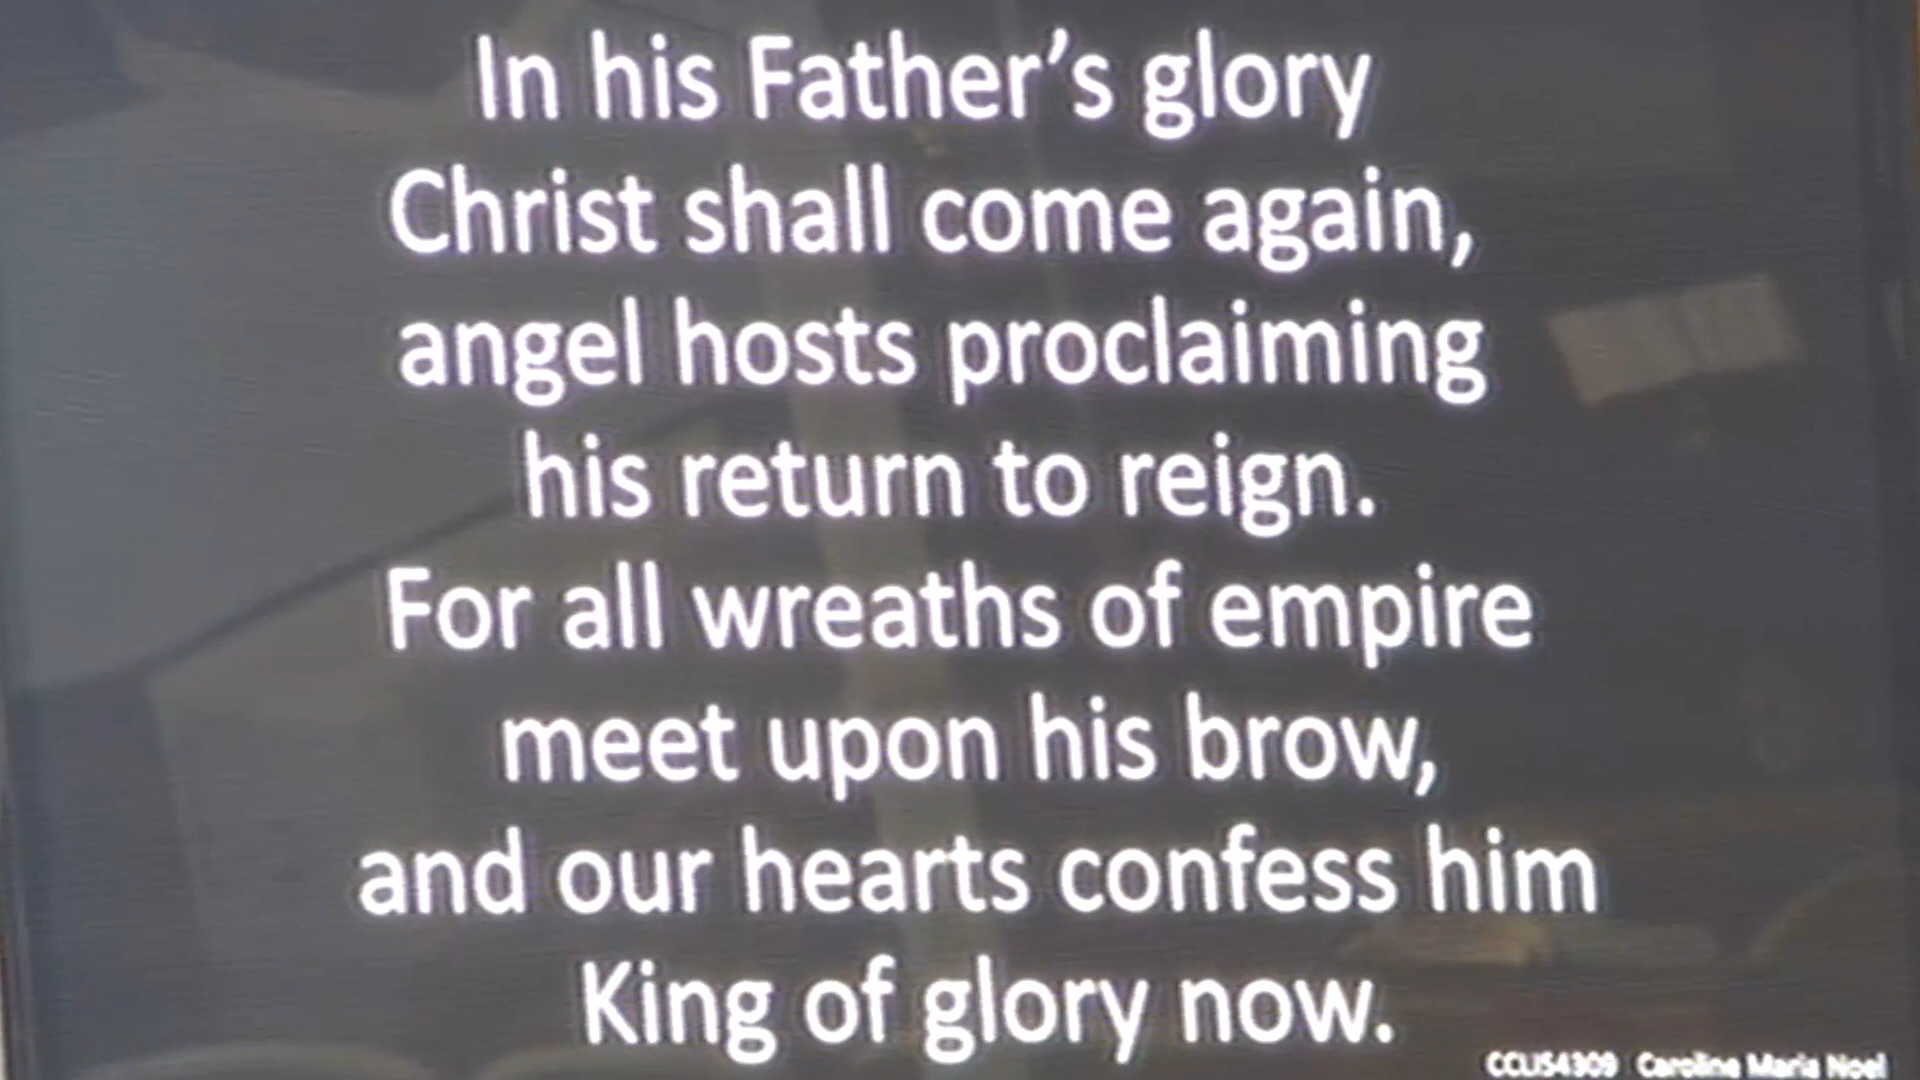 In his Father's glory
Christ shall come again,
angel hosts proclaiming
his return to reign.
For all wreaths of empire
meet upon his brow,
and our hearts confess him
King of glory now.
CCLI54309 Caroline Maria Noel